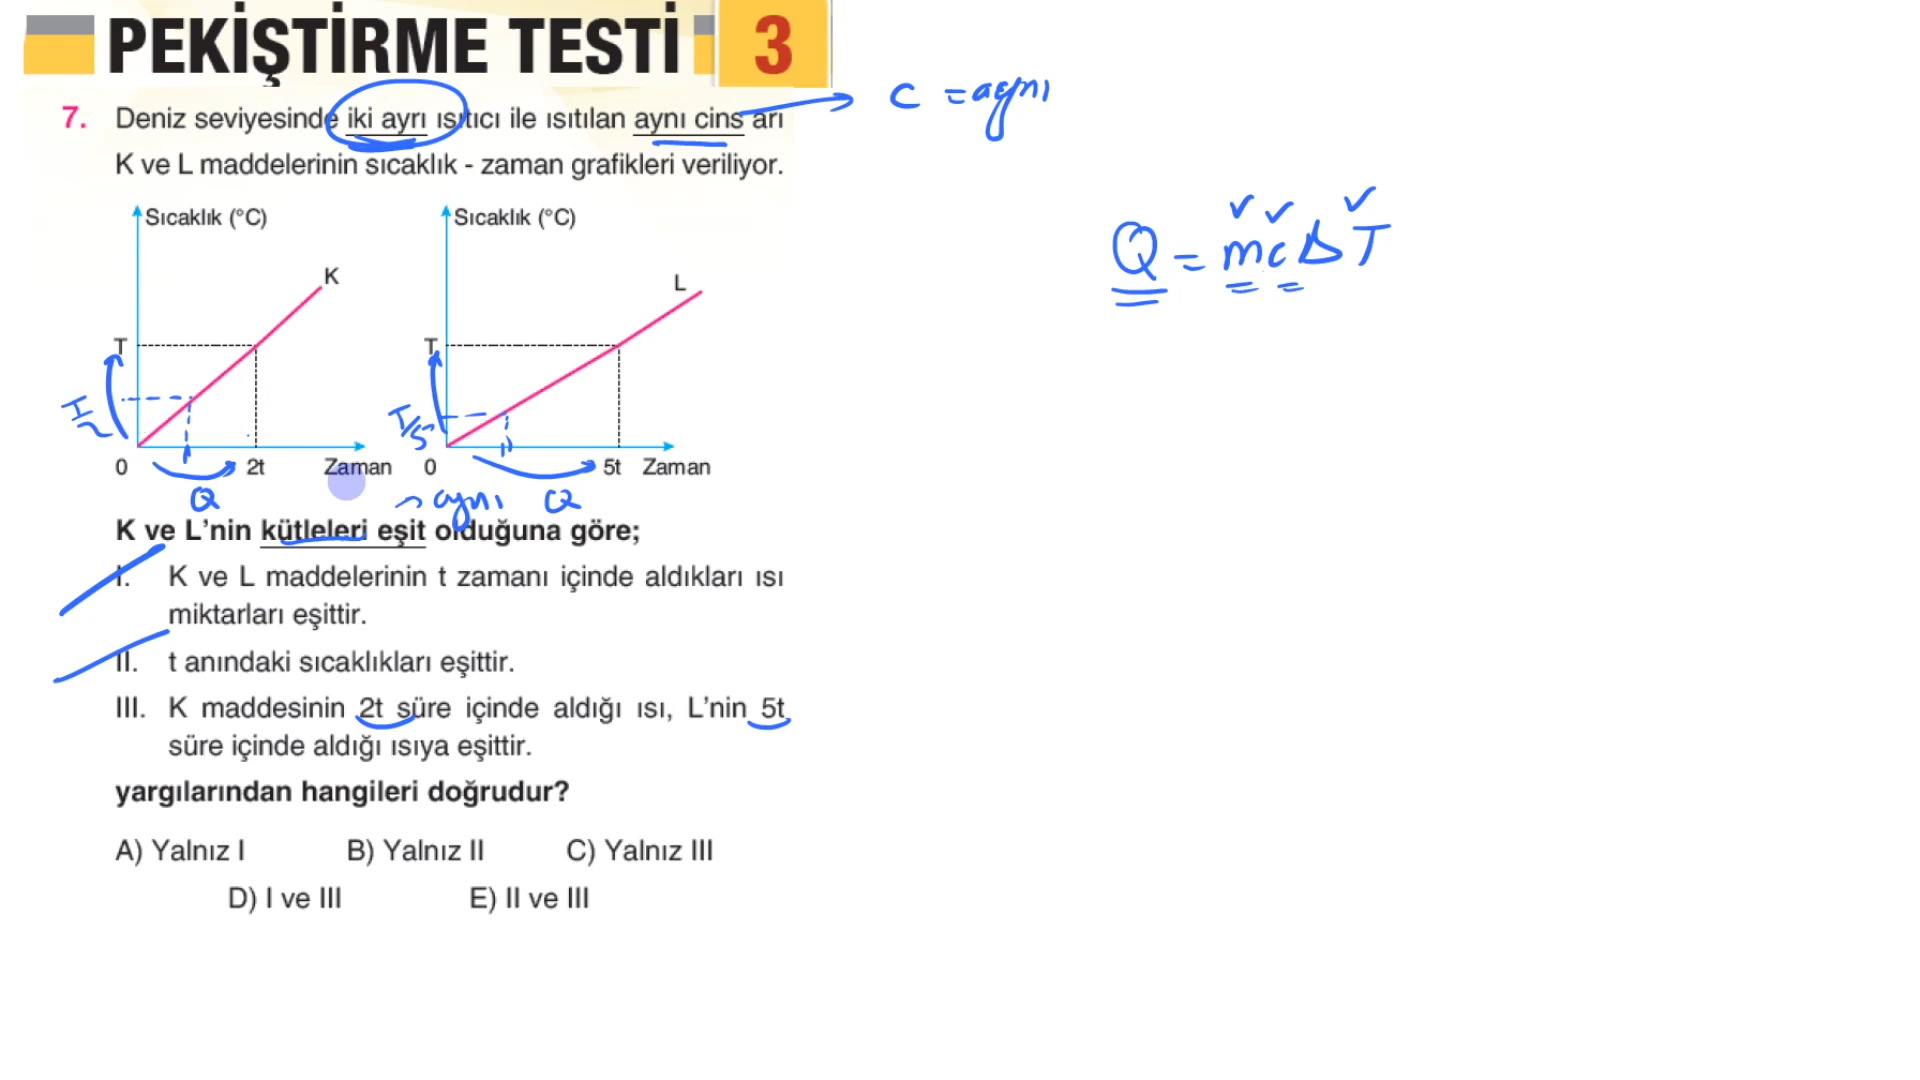 PEKİŞTİRME TESTİ 3
7. Deniz seviyesinde iki ayrı ısıtıcı ile ısıtılan aynı cins arı
K ve L maddelerinin sıcaklık - zaman grafikleri veriliyor.
c = aynı
Q = mcΔT
Sıcaklık (°C)
K
T
T/2
0
2t
Zaman
Q
Sıcaklık (°C)
L
T
T/5
0
5t
Zaman
aynı
Q
K ve L’nin kütleleri eşit olduğuna göre;
I. K ve L maddelerinin t zamanı içinde aldıkları ısı
miktarları eşittir.
II. t anındaki sıcaklıkları eşittir.
III. K maddesinin 2t süre içinde aldığı ısı, L’nin 5t
süre içinde aldığı ısıya eşittir.
yargılarından hangileri doğrudur?
A) Yalnız I B) Yalnız II C) Yalnız III
D) I ve III E) II ve III